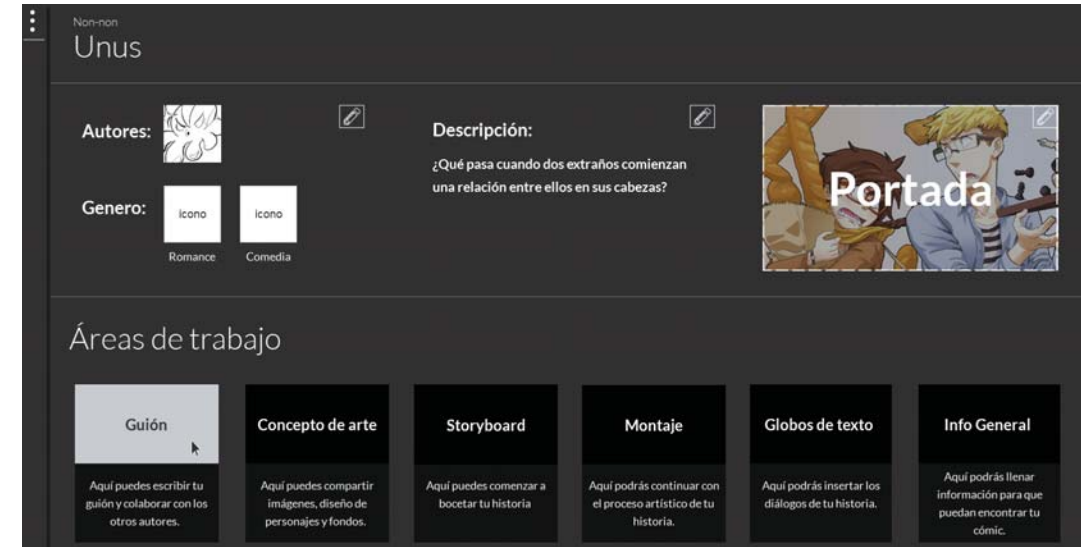 Non-non
Unus
Autores:
Genero:
icono
icono
Romance
Comedia
Descripción:
¿Qué pasa cuando dos extraños comienzan
una relación entre ellos en sus cabezas?
Portada
Áreas de trabajo
Guión
Aquí puedes escribir tu
guión y colaborar con los
otros autores.
Concepto de arte
Aquí puedes compartir
imágenes, diseño de
personajes y fondos.
Storyboard
Aquí puedes comenzar a
bocetar tu historia
Montaje
Aquí podrás continuar con
el proceso artístico de tu
historia.
Globos de texto
Aquí podrás insertar los
diálogos de tu historia.
Info General
Aquí podrás llenar
información para que
puedan encontrar tu
cómic.